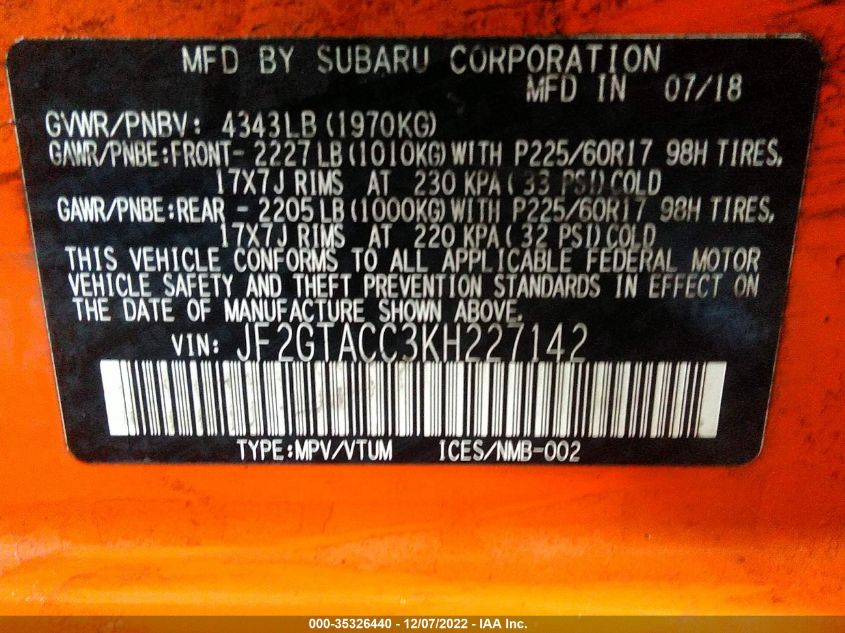 MFD BY SUBARU CORPORATION
MFD IN 07/18
GVWR/PNBV: 4343LB (1970KG)
GAWR/PNBE:FRONT- 2227 LB (1010KG) WITH P225/60R17 98H TIRES,
17X7J RIMS AT 230 KPA ( 33 PSI) COLD
GAWR/PNBE:REAR - 2205 LB (1000KG) WITH P225/60R17 98H TIRES,
17X7J RIMS AT 220 KPA ( 32 PSI) COLD
THIS VEHICLE CONFORMS TO ALL APPLICABLE FEDERAL MOTOR
VEHICLE SAFETY AND THEFT PREVENTION STANDARDS IN EFFECT ON
THE DATE OF MANUFACTURE SHOWN ABOVE.
VIN: JF2GTACC3KH227142
TYPE:MPV/VTUM ICES/NMB-002
000-35326440 - 12/07/2022 - IAA Inc.